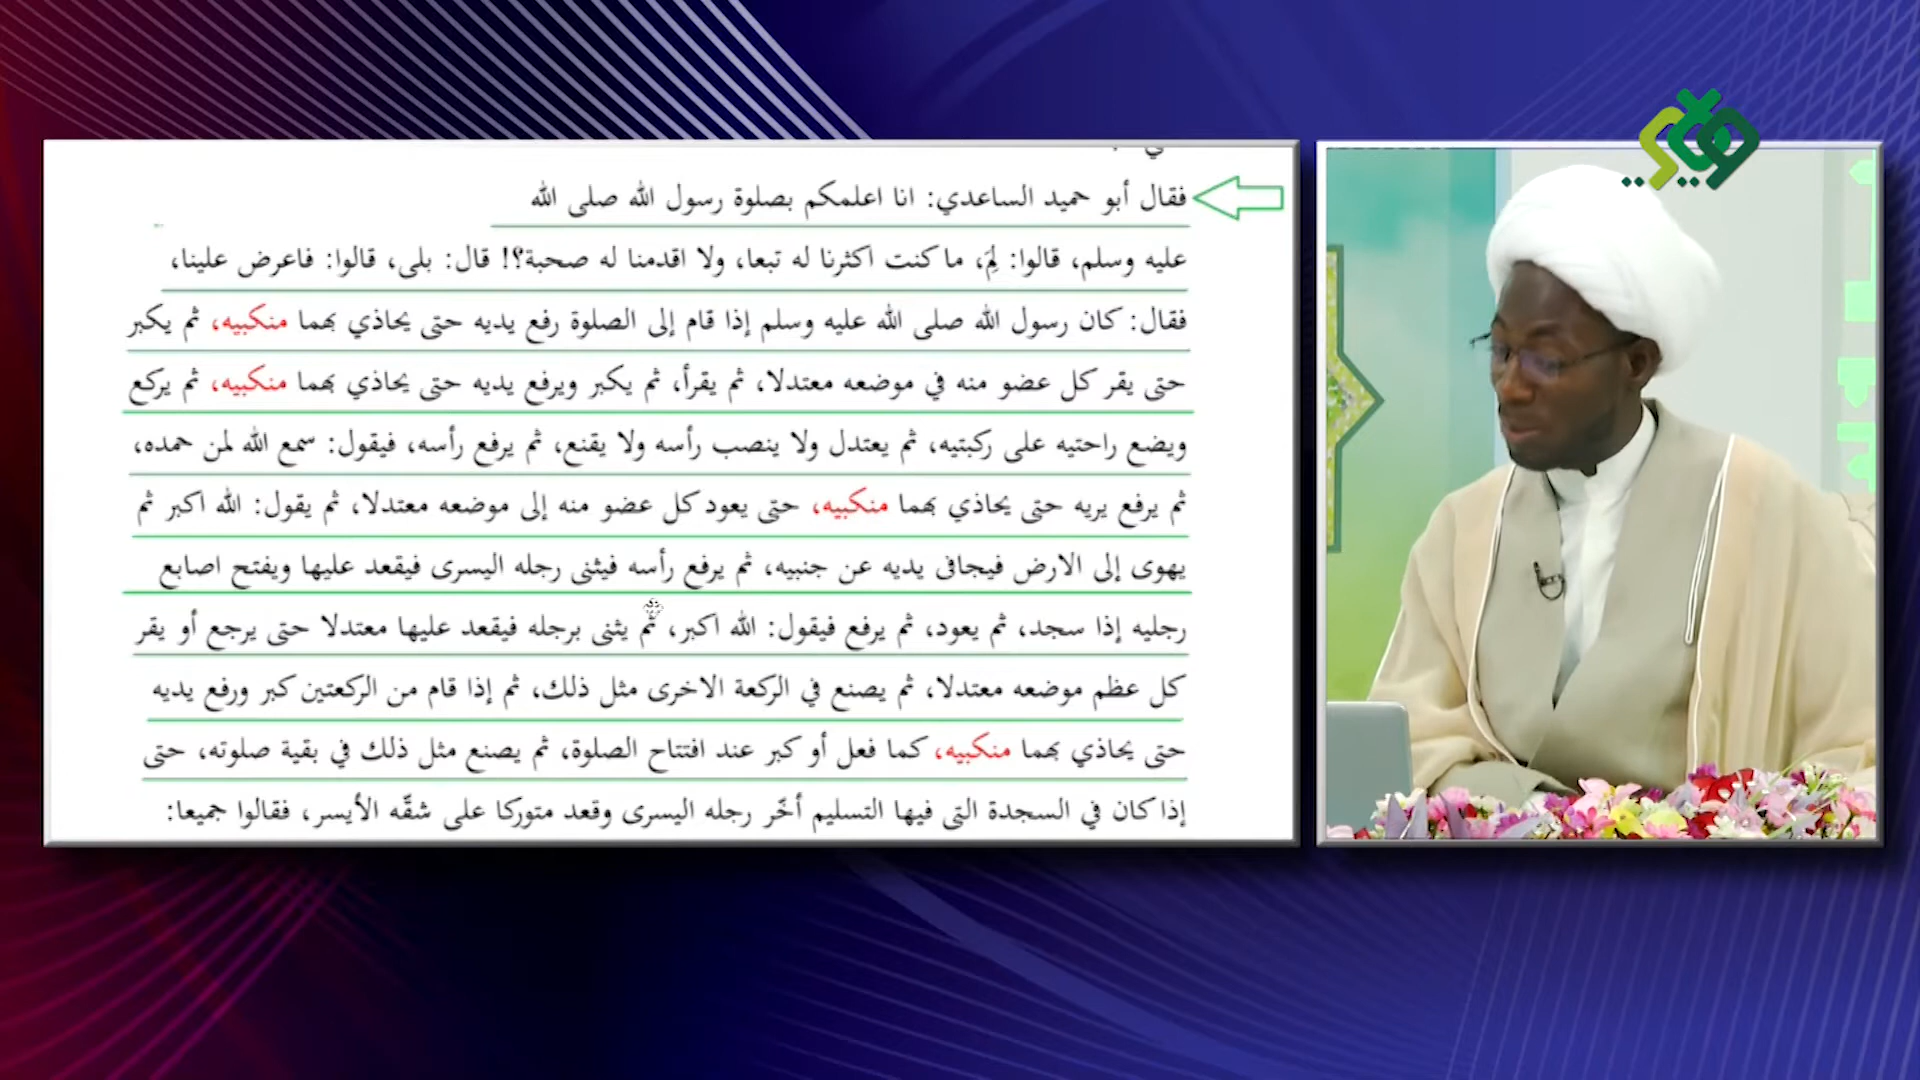 فقال أبو حميد الساعدي: انا اعلمكم بصلوة رسول الله صلى الله
عليه وسلم، قالوا: لِمَ، ما كنت اكثرنا له تبعا، ولا اقدمنا له صحبة؟! قال: بلى، قالوا: فاعرض علينا،
فقال: كان رسول الله صلى الله عليه وسلم إذا قام إلى الصلوة رفع يديه حتى يحاذي بهما منكبيه، ثم يكبر
حتى يقر كل عضو منه في موضعه معتدلا، ثم يقرأ، ثم يكبر ويرفع يديه حتى يحاذي بهما منكبيه، ثم يركع
ويضع راحتيه على ركبتيه، ثم يعتدل ولا ينصب رأسه ولا يقنع، ثم يرفع رأسه، فيقول: سمع الله لمن حمده،
ثم يرفع يريه حتى يحاذي بهما منكبيه، حتى يعود كل عضو منه إلى موضعه معتدلا، ثم يقول: الله اكبر ثم
يهوى إلى الارض فيجافى يديه عن جنبيه، ثم يرفع رأسه فيثنى رجله اليسرى فيقعد عليها ويفتح اصابع
رجليه إذا سجد، ثم يعود، ثم يرفع فيقول: الله اكبر، ثم يثنى برجله فيقعد عليها معتدلا حتى يرجع أو يقر
كل عظم موضعه معتدلا، ثم يصنع في الركعة الاخرى مثل ذلك، ثم إذا قام من الركعتين كبر ورفع يديه
حتى يحاذي بهما منكبيه، كما فعل أو كبر عند افتتاح الصلوة، ثم يصنع مثل ذلك في بقية صلوته، حتى
إذا كان في السجدة التى فيها التسليم أخّر رجله اليسرى وقعد متوركا على شقّه الأيسر، فقالوا جميعا: